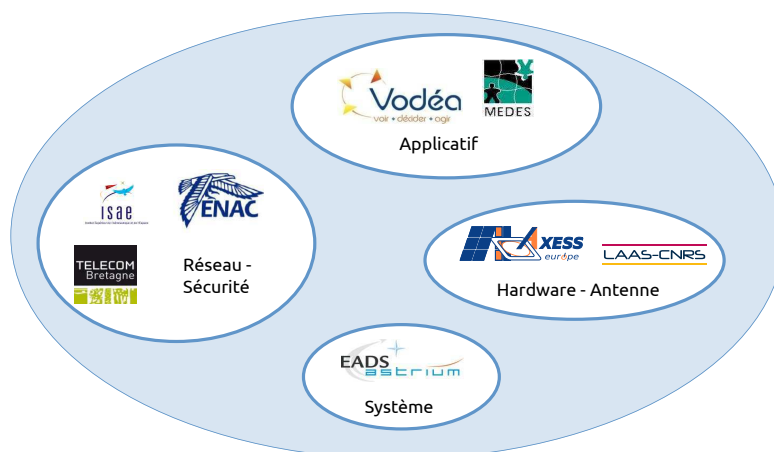 Vodéa
voir • décider • agir
MEDES
Applicatif
isae
ENAC
TELECOM
Bretagne
Réseau -
Sécurité
AXESS
europe
LAAS-CNRS
Hardware - Antenne
EADS
astrium
Système